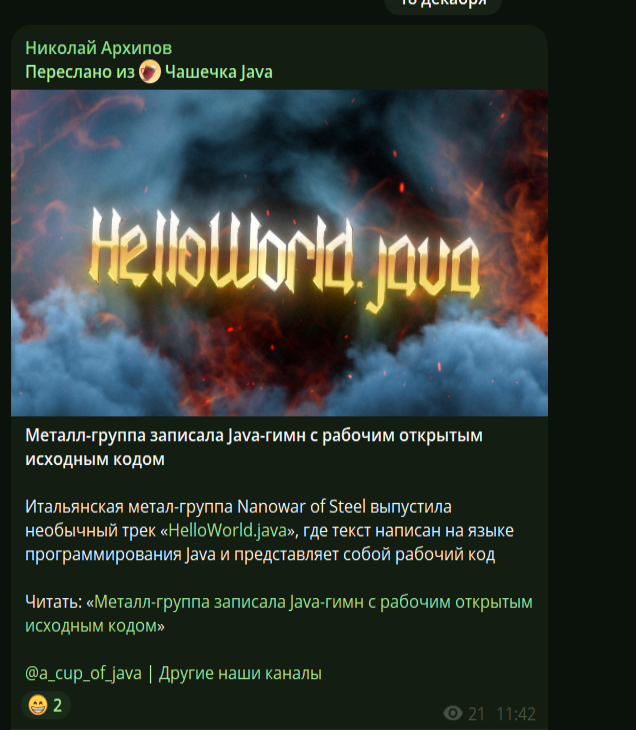 18 декабря
Николай Архипов
Переслано из Чашечка Java
HelloWorld.java
Металл-группа записала Java-гимн с рабочим открытым
исходным кодом
Итальянская метал-группа Nanowar of Steel выпустила
необычный трек «HelloWorld.java», где текст написан на языке
программирования Java и представляет собой рабочий код
Читать: «Металл-группа записала Java-гимн с рабочим открытым
исходным кодом»
@a_cup_of_java | Другие наши каналы
2
21 11:42